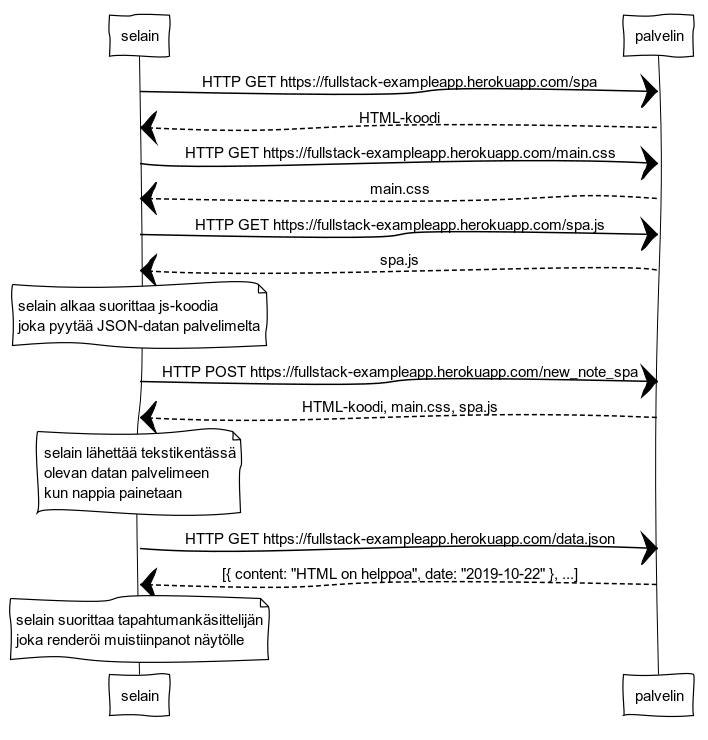 selain palvelin
HTTP GET https://fullstack-exampleapp.herokuapp.com/spa
HTML-koodi
HTTP GET https://fullstack-exampleapp.herokuapp.com/main.css
main.css
HTTP GET https://fullstack-exampleapp.herokuapp.com/spa.js
spa.js
selain alkaa suorittaa js-koodia
joka pyytää JSON-datan palvelimelta
HTTP POST https://fullstack-exampleapp.herokuapp.com/new_note_spa
HTML-koodi, main.css, spa.js
selain lähettää tekstikentässä
olevan datan palvelimeen
kun nappia painetaan
HTTP GET https://fullstack-exampleapp.herokuapp.com/data.json
[{ content: "HTML on helppoa", date: "2019-10-22" }, ...]
selain suorittaa tapahtumankäsittelijän
joka renderöi muistiinpanot näytölle
selain palvelin